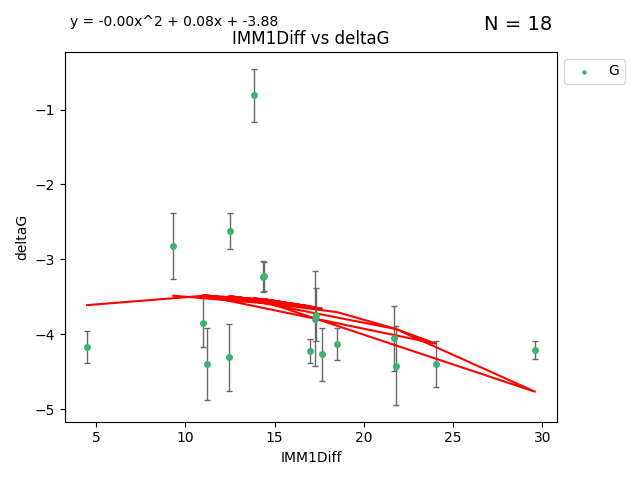 y = -0.00x^2 + 0.08x + -3.88
N = 18
IMM1Diff vs deltaG
G
deltaG
−1
−2
−3
−4
−5
5 10 15 20 25 30
IMM1Diff